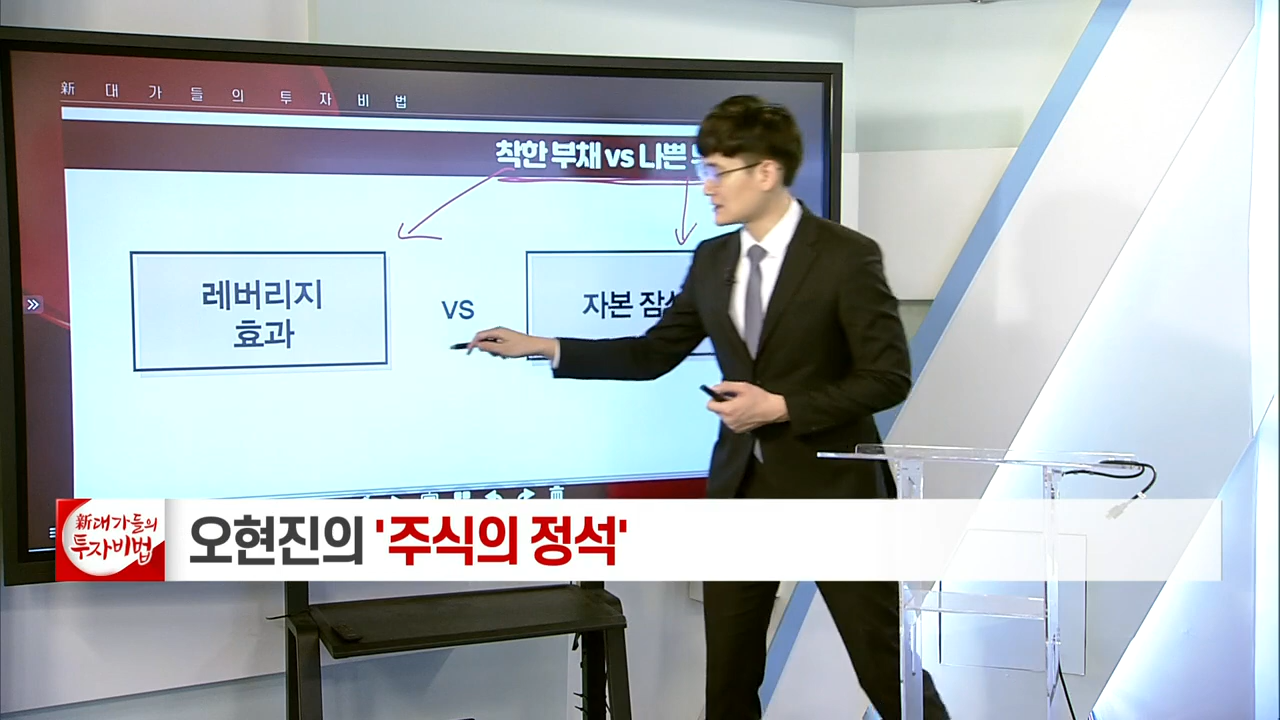 新 대 가 들 의 투 자 비 법
착한 부채 vs 나쁜
레버리지
효과
vs
자본
新대가들의
투자비법
오현진의 '주식의 정석'